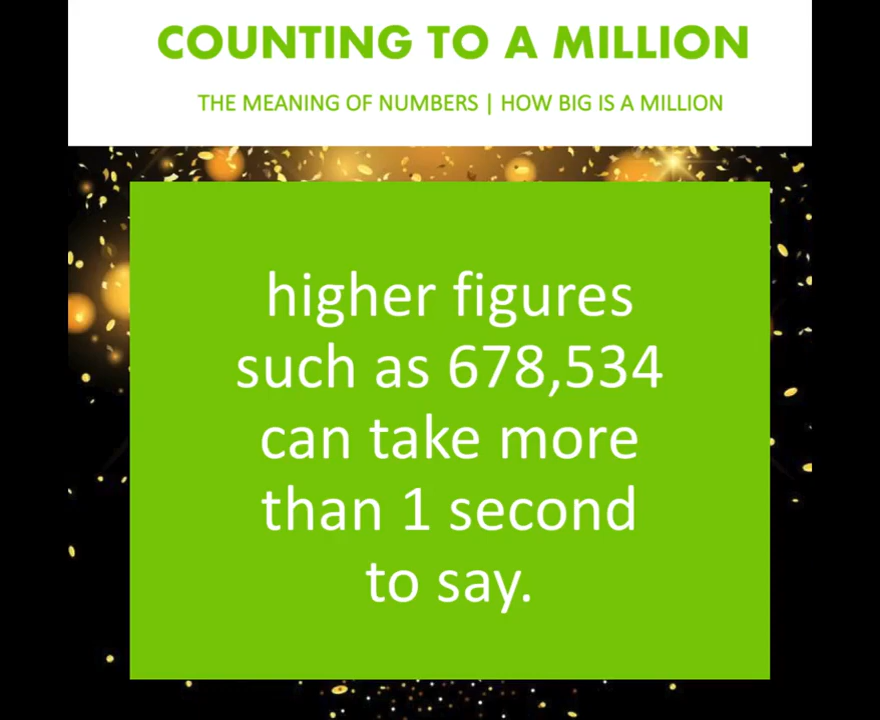 COUNTING TO A MILLION
THE MEANING OF NUMBERS | HOW BIG IS A MILLION
higher figures
such as 678,534
can take more
than 1 second
to say.